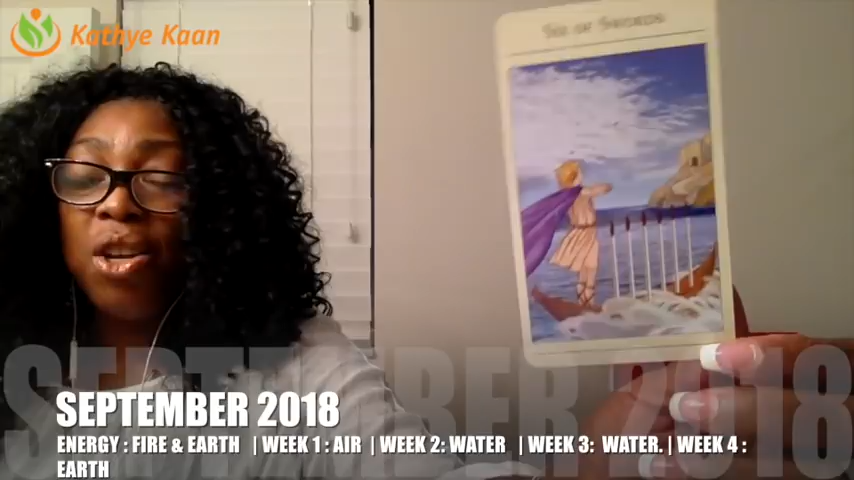 Kathye Kaan
Six of Swords
SEPTEMBER 2018
SEPTEMBER 2018
ENERGY : FIRE & EARTH | WEEK 1 : AIR | WEEK 2: WATER | WEEK 3: WATER. | WEEK 4 :
EARTH